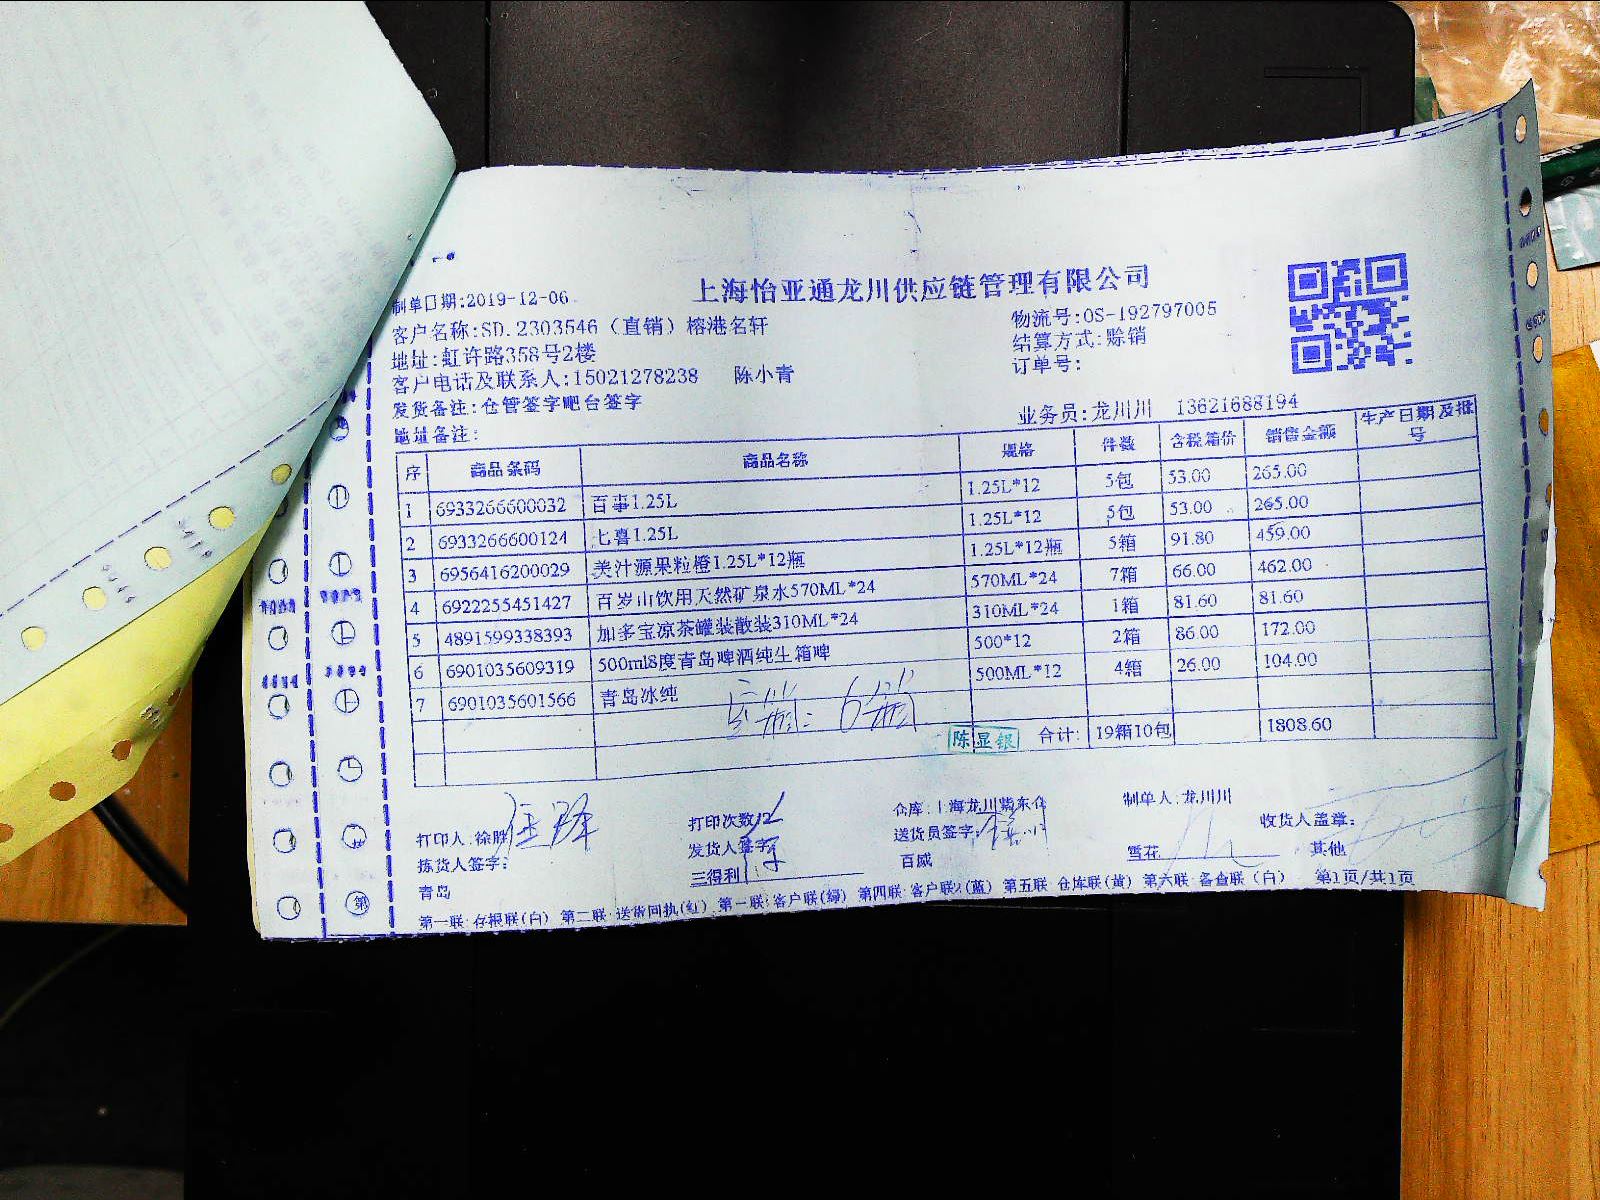 上海怡亚通龙川供应链管理有限公司
制单日期:2019-12-06
客户名称:SD.2303546（直销）榕港名轩
物流号:OS-192797005
地址:虹许路358号2楼
结算方式:赊销
客户电话及联系人:15021278238 陈小青
订单号:
发货备注:仓管签字吧台签字
业务员:龙川川 13621688194
地址备注:
序 商品条码 商品名称 规格 件数 含税箱价 销售金额 生产日期及批号
1 6933266600032 百事1.25L 1.25L*12 5包 53.00 265.00
2 6933266600124 七喜1.25L 1.25L*12 5包 53.00 265.00
3 6956416200029 美汁源果粒橙1.25L*12瓶 1.25L*12瓶 5箱 91.80 459.00
4 6922255451427 百岁山饮用天然矿泉水570ML*24 570ML*24 7箱 66.00 462.00
5 4891599338393 加多宝凉茶罐装散装310ML*24 310ML*24 1箱 81.60 81.60
6 6901035609319 500ml8度青岛啤酒纯生箱啤 500*12 2箱 86.00 172.00
7 6901035601566 青岛冰纯 500ML*12 4箱 26.00 104.00
陈显银 合计: 19箱10包 1808.60
打印人:徐胜 打印次数:2 仓库:上海龙川紫东仓 制单人:龙川川 收货人盖章:
拣货人签字: 发货人签字 送货员签字:
青岛 三得利 百威 雪花 其他
第一联:存根联(白) 第二联:送货回执(红) 第一联:客户联(绿) 第四联:客户联2(蓝) 第五联:仓库联(黄) 第六联:备查联(白) 第1页/共1页